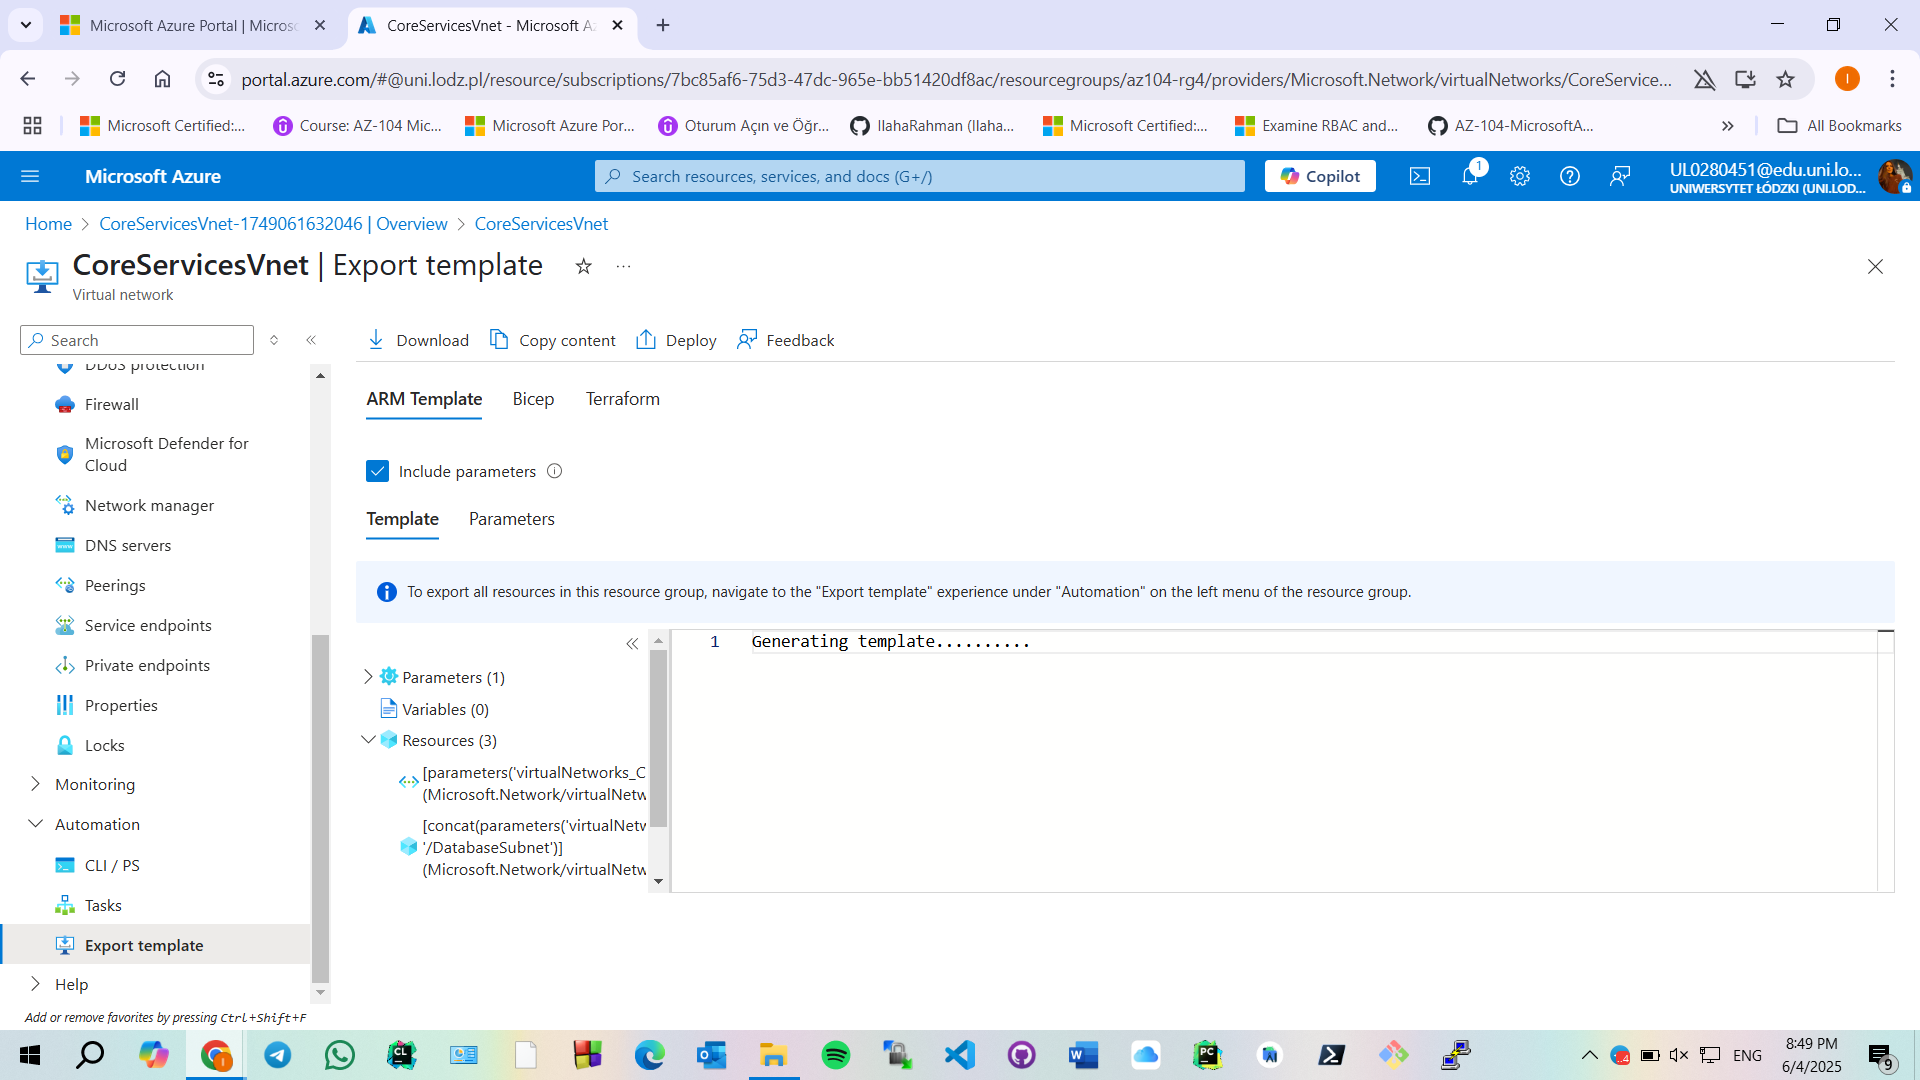 Microsoft Azure Portal | Micros
CoreServicesVnet - Microsoft A
portal.azure.com/#@uni.lodz.pl/resource/subscriptions/7bc85af6-75d3-47dc-965e-bb51420df8ac/resourcegroups/az104-rg4/providers/Microsoft.Network/virtualNetworks/CoreService...
I
Microsoft Certified:...
Course: AZ-104 Mic...
Microsoft Azure Por...
Oturum Açın ve Öğr...
IlahaRahman (Ilaha...
Microsoft Certified:...
Examine RBAC and...
AZ-104-MicrosoftA...
All Bookmarks
Microsoft Azure
Search resources, services, and docs (G+/)
Copilot
1
UL0280451@edu.uni.lo...
UNIWERSYTET ŁÓDZKI (UNI.LOD...
Home > CoreServicesVnet-1749061632046 | Overview > CoreServicesVnet
CoreServicesVnet | Export template
Virtual network
Search
Download
Copy content
Deploy
Feedback
DDoS protection
Firewall
Microsoft Defender for
Cloud
Network manager
DNS servers
Peerings
Service endpoints
Private endpoints
Properties
Locks
Monitoring
Automation
CLI / PS
Tasks
Export template
Help
Add or remove favorites by pressing Ctrl+Shift+F
ARM Template
Bicep
Terraform
Include parameters
Template
Parameters
To export all resources in this resource group, navigate to the "Export template" experience under "Automation" on the left menu of the resource group.
Parameters (1)
Variables (0)
Resources (3)
[parameters('virtualNetworks_C
(Microsoft.Network/virtualNetw
[concat(parameters('virtualNetw
'/DatabaseSubnet')]
(Microsoft.Network/virtualNetw
1
Generating template..........
ENG
8:49 PM
6/4/2025
9